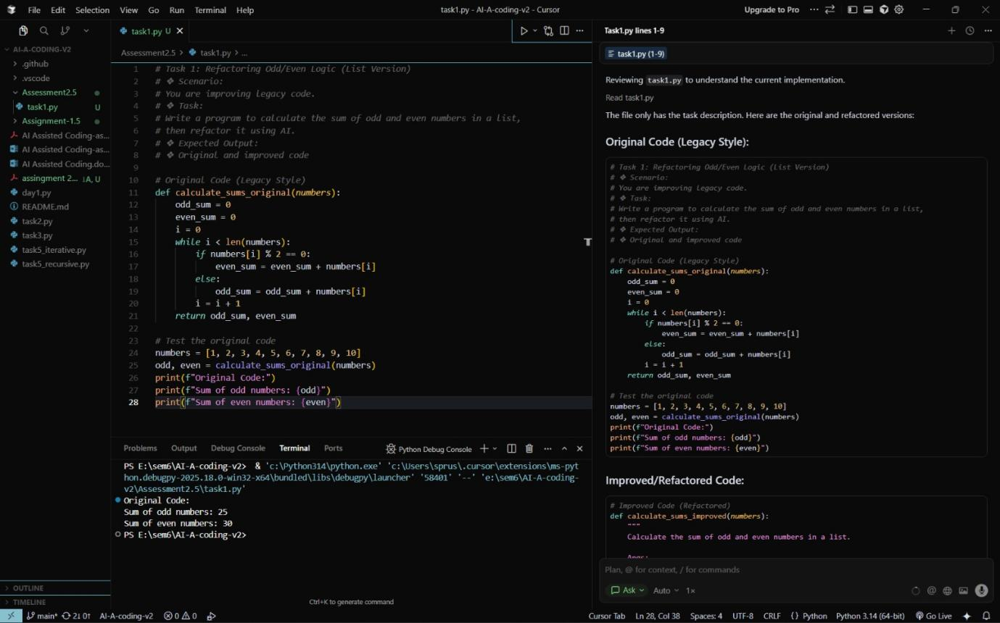 File Edit Selection View Go Run Terminal Help
task1.py - AI-A-coding-v2 - Cursor
Upgrade to Pro
AI-A-CODING-V2
.github
.vscode
Assessment2.5
task1.py U
Assignment-1.5
AI Assisted Coding-as...
AI Assisted Coding-as...
AI Assisted Coding.do...
assingment 2... ↓A, U
day1.py
README.md
task2.py
task3.py
task5_iterative.py
task5_recursive.py
OUTLINE
TIMELINE
task1.py U
Assessment2.5 > task1.py > ...
1 # Task 1: Refactoring Odd/Even Logic (List Version)
2 # ❖ Scenario:
3 # You are improving legacy code.
4 # ❖ Task:
5 # Write a program to calculate the sum of odd and even numbers in a list,
6 # then refactor it using AI.
7 # ❖ Expected Output:
8 # ❖ Original and improved code
9
10 # Original Code (Legacy Style)
11 def calculate_sums_original(numbers):
12 odd_sum = 0
13 even_sum = 0
14 i = 0
15 while i < len(numbers):
16 if numbers[i] % 2 == 0:
17 even_sum = even_sum + numbers[i]
18 else:
19 odd_sum = odd_sum + numbers[i]
20 i = i + 1
21 return odd_sum, even_sum
22
23 # Test the original code
24 numbers = [1, 2, 3, 4, 5, 6, 7, 8, 9, 10]
25 odd, even = calculate_sums_original(numbers)
26 print(f"Original Code:")
27 print(f"Sum of odd numbers: {odd}")
28 print(f"Sum of even numbers: {even}")
Problems Output Debug Console Terminal Ports
Python Debug Console
PS E:\sem6\AI-A-coding-v2> & 'c:\Python314\python.exe' 'c:\Users\sprus\.cursor\extensions\ms-pyt
hon.debugpy-2025.18.0-win32-x64\bundled\libs\debugpy\launcher' '58401' '--' 'e:\sem6\AI-A-coding-
v2\Assessment2.5\task1.py'
Original Code:
Sum of odd numbers: 25
Sum of even numbers: 30
PS E:\sem6\AI-A-coding-v2>
Ctrl+K to generate command
Task1.py lines 1-9
task1.py (1-9)
Reviewing task1.py to understand the current implementation.
Read task1.py
The file only has the task description. Here are the original and refactored versions:
Original Code (Legacy Style):
# Task 1: Refactoring Odd/Even Logic (List Version)
# ❖ Scenario:
# You are improving legacy code.
# ❖ Task:
# Write a program to calculate the sum of odd and even numbers in a list,
# then refactor it using AI.
# ❖ Expected Output:
# ❖ Original and improved code
# Original Code (Legacy Style)
def calculate_sums_original(numbers):
odd_sum = 0
even_sum = 0
i = 0
while i < len(numbers):
if numbers[i] % 2 == 0:
even_sum = even_sum + numbers[i]
else:
odd_sum = odd_sum + numbers[i]
i = i + 1
return odd_sum, even_sum
# Test the original code
numbers = [1, 2, 3, 4, 5, 6, 7, 8, 9, 10]
odd, even = calculate_sums_original(numbers)
print(f"Original Code:")
print(f"Sum of odd numbers: {odd}")
print(f"Sum of even numbers: {even}")
Improved/Refactored Code:
# Improved Code (Refactored)
def calculate_sums_improved(numbers):
"""
Calculate the sum of odd and even numbers in a list.
Args:
Plan, @ for context, / for commands
Ask Auto 1×
main* 2↓ 0↑ AI-A-coding-v2 0 0
Cursor Tab Ln 28, Col 38 Spaces: 4 UTF-8 CRLF {} Python Python 3.14 (64-bit) Go Live